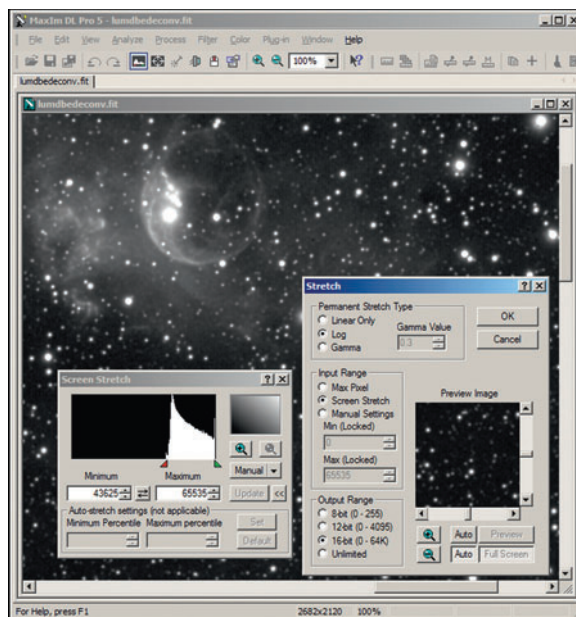 MaxIm DL Pro 5 - lumdbedeconv.fit
File Edit View Analyze Process Filter Color Plug-in Window Help
100%
lumdbedeconv.fit
lumdbedeconv.fit
Stretch
Permanent Stretch Type
Linear Only
Log
Gamma
Gamma Value
0.3
OK
Cancel
Input Range
Max Pixel
Screen Stretch
Manual Settings
Min (Locked)
0
Max (Locked)
65535
Preview Image
Output Range
8-bit (0 - 255)
12-bit (0 - 4095)
16-bit (0 - 64K)
Unlimited
Auto Preview
Auto Full Screen
Screen Stretch
Minimum Maximum
43625 65535
Manual
Update <<
Auto-stretch settings (not applicable)
Minimum Percentile Maximum percentile
Set
Default
For Help, press F1 2682x2120 100%